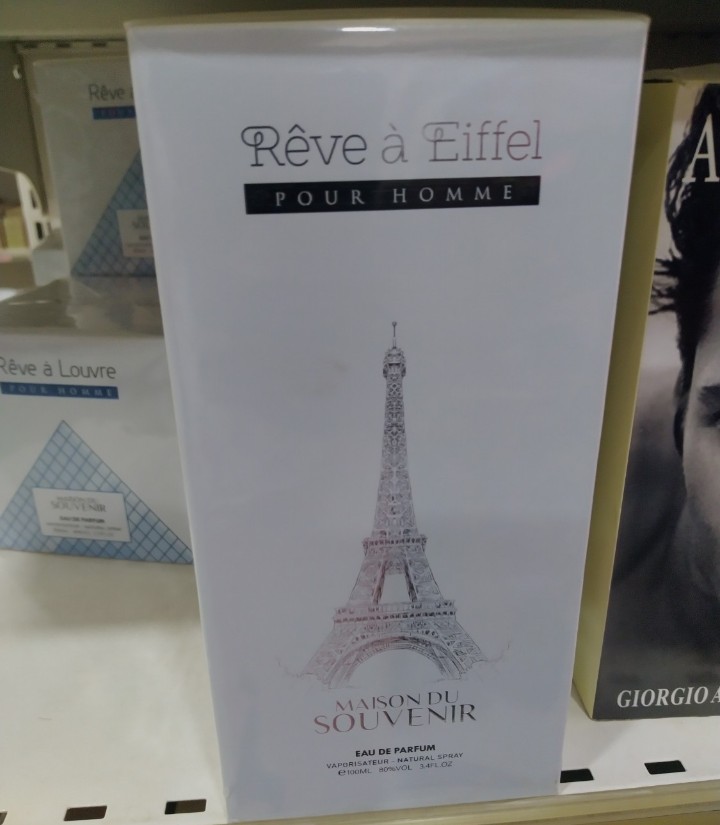 Rêve à Eiffel
POUR HOMME
MAISON DU
SOUVENIR
EAU DE PARFUM
VAPORISATEUR - NATURAL SPRAY
℮100ML 80%VOL 3.4FL.OZ
Rêve
Rêve à Louvre
POUR HOMME
MAISON DU
SOUVENIR
EAU DE PARFUM
A
GIORGIO A